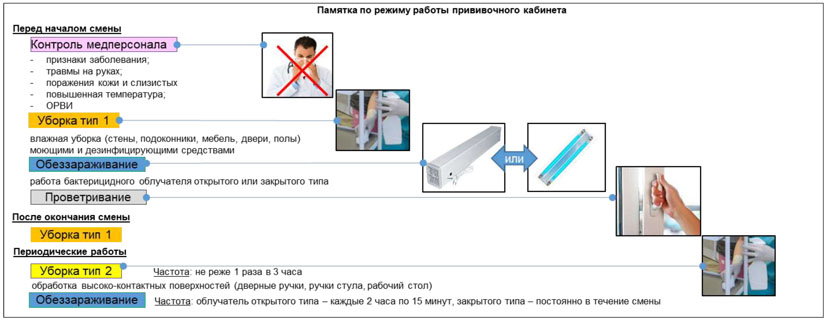 Памятка по режиму работы прививочного кабинета
Перед началом смены
Контроль медперсонала
- признаки заболевания;
- травмы на руках;
- поражения кожи и слизистых
- повышенная температура;
- ОРВИ
Уборка тип 1
влажная уборка (стены, подоконники, мебель, двери, полы)
моющими и дезинфицирующими средствами
Обеззараживание
или
работа бактерицидного облучателя открытого или закрытого типа
Проветривание
После окончания смены
Уборка тип 1
Периодические работы
Уборка тип 2 Частота: не реже 1 раза в 3 часа
обработка высоко-контактных поверхностей (дверные ручки, ручки стула, рабочий стол)
Обеззараживание Частота: облучатель открытого типа – каждые 2 часа по 15 минут, закрытого типа – постоянно в течение смены